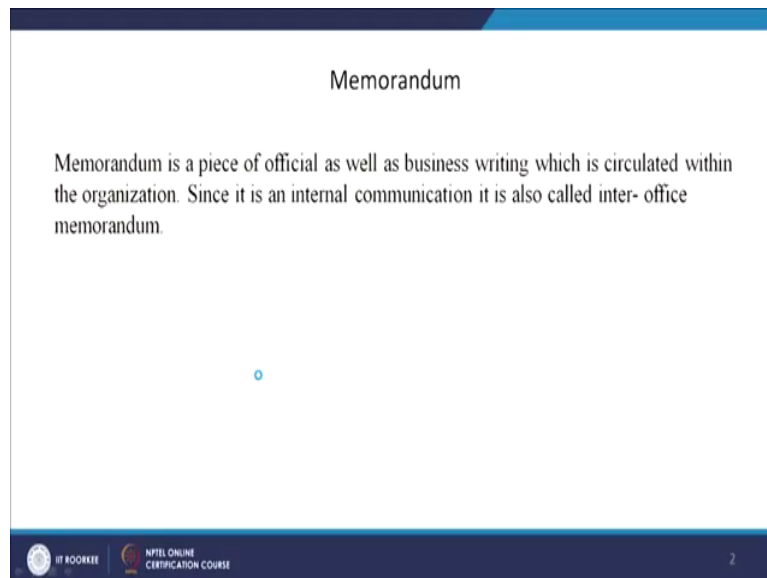 Memorandum
Memorandum is a piece of official as well as business writing which is circulated within
the organization. Since it is an internal communication it is also called inter- office
memorandum.
IIT ROORKEE
NPTEL ONLINE
CERTIFICATION COURSE
2